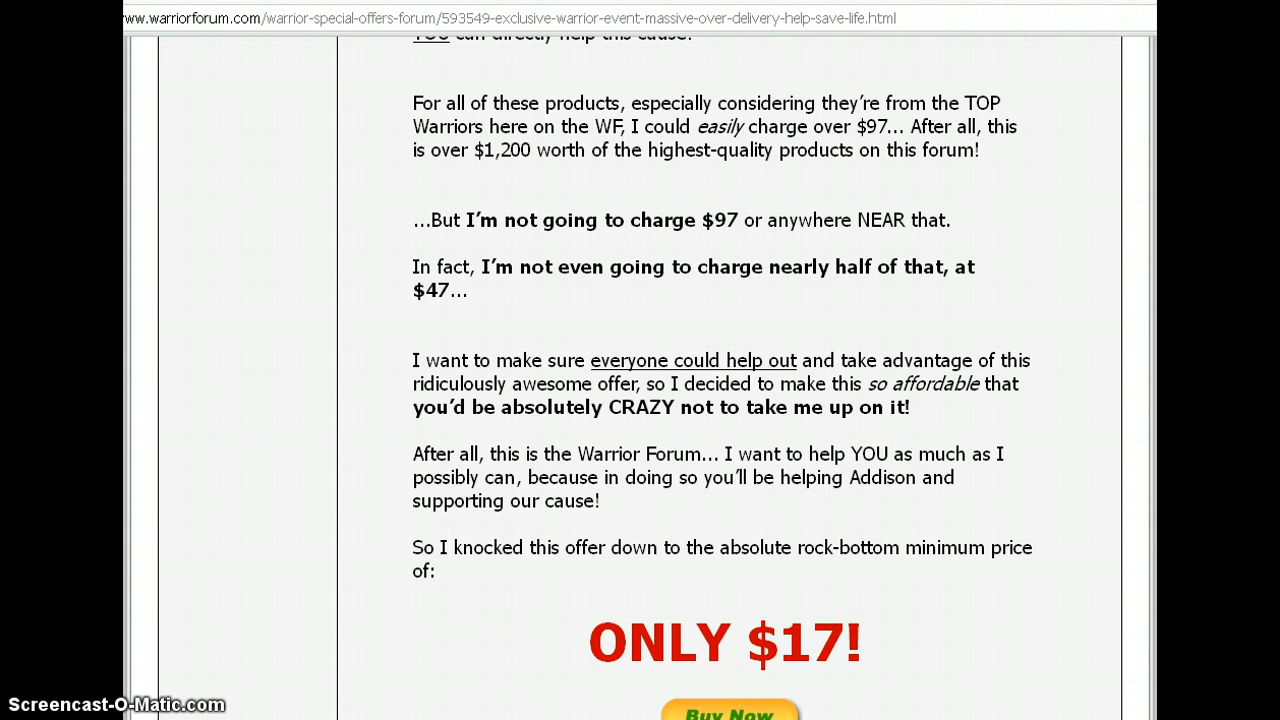 www.warriorforum.com/warrior-special-offers-forum/593549-exclusive-warrior-event-massive-over-delivery-help-save-life.html
YOU can directly help this cause!
For all of these products, especially considering they're from the TOP
Warriors here on the WF, I could easily charge over $97... After all, this
is over $1,200 worth of the highest-quality products on this forum!
...But I'm not going to charge $97 or anywhere NEAR that.
In fact, I'm not even going to charge nearly half of that, at
$47...
I want to make sure everyone could help out and take advantage of this
ridiculously awesome offer, so I decided to make this so affordable that
you'd be absolutely CRAZY not to take me up on it!
After all, this is the Warrior Forum... I want to help YOU as much as I
possibly can, because in doing so you'll be helping Addison and
supporting our cause!
So I knocked this offer down to the absolute rock-bottom minimum price
of:
ONLY $17!
Buy Now
Screencast-O-Matic.com